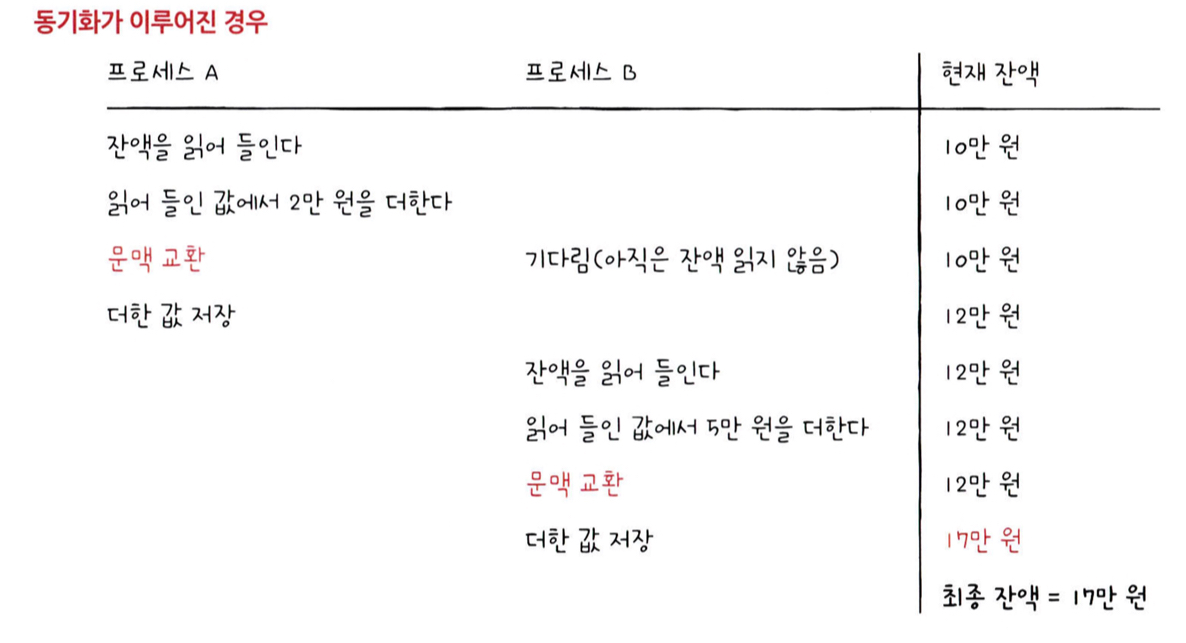 동기화가 이루어진 경우
프로세스 A 프로세스 B 현재 잔액
잔액을 읽어 들인다 10만 원
읽어 들인 값에서 2만 원을 더한다 10만 원
문맥 교환 기다림(아직은 잔액 읽지 않음) 10만 원
더한 값 저장 12만 원
잔액을 읽어 들인다 12만 원
읽어 들인 값에서 5만 원을 더한다 12만 원
문맥 교환 12만 원
더한 값 저장 17만 원
최종 잔액 = 17만 원